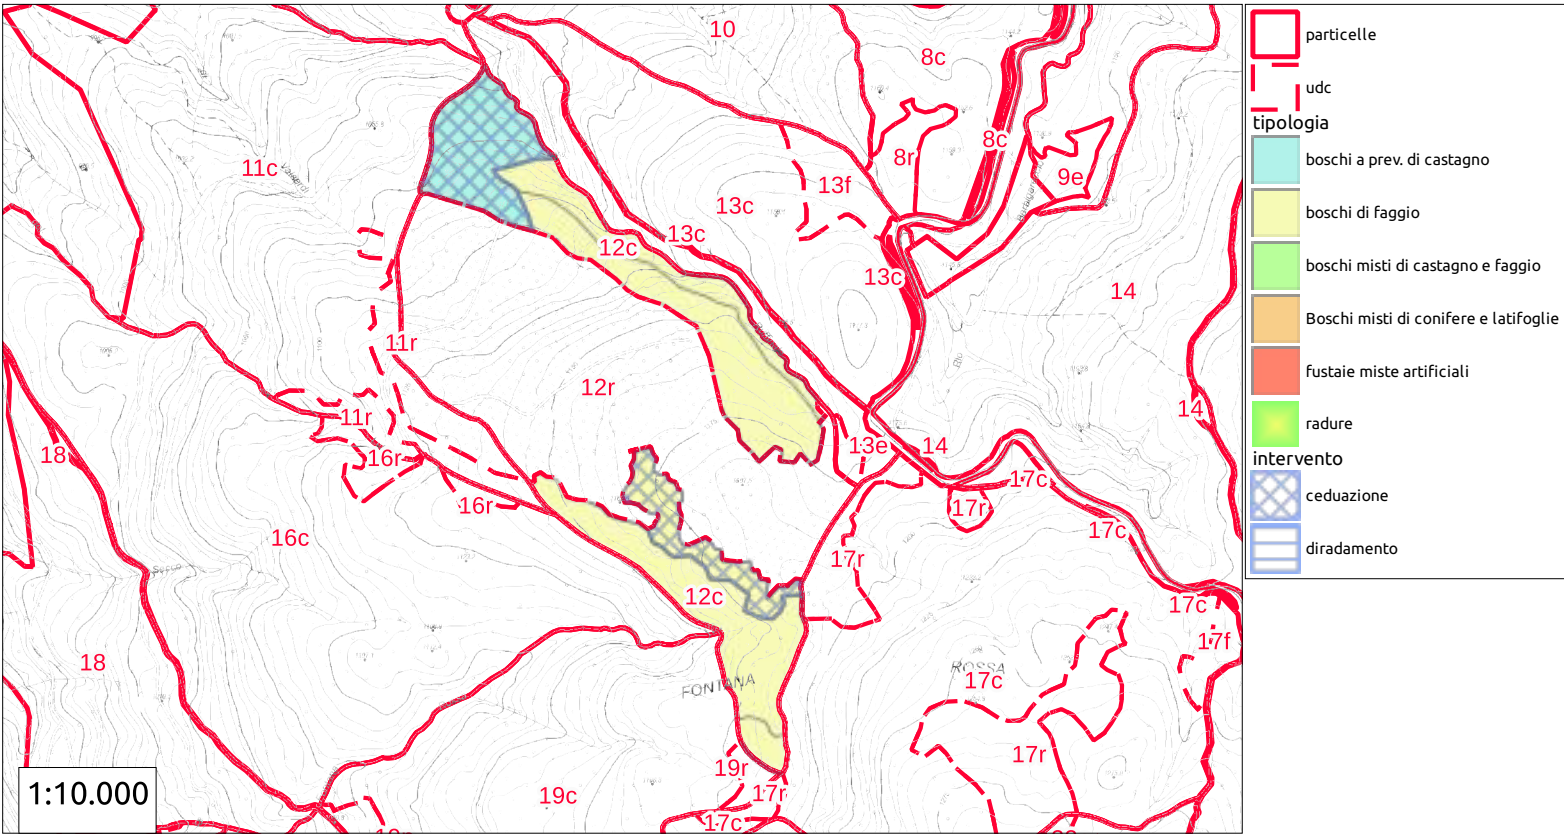 10
8c
8c
11c
8r
13f
9e
13c
13c
12c
13c
14
11r
12r
14
11r
13e
14
18
16r
17c
16r
17r
17c
16c
17r
12c
17c
17f
18
ROSSA
17c
FONTANA
17r
19r
17r
19c
17c
1:10.000
particelle
udc
tipologia
boschi a prev. di castagno
boschi di faggio
boschi misti di castagno e faggio
Boschi misti di conifere e latifoglie
fustaie miste artificiali
radure
intervento
ceduazione
diradamento